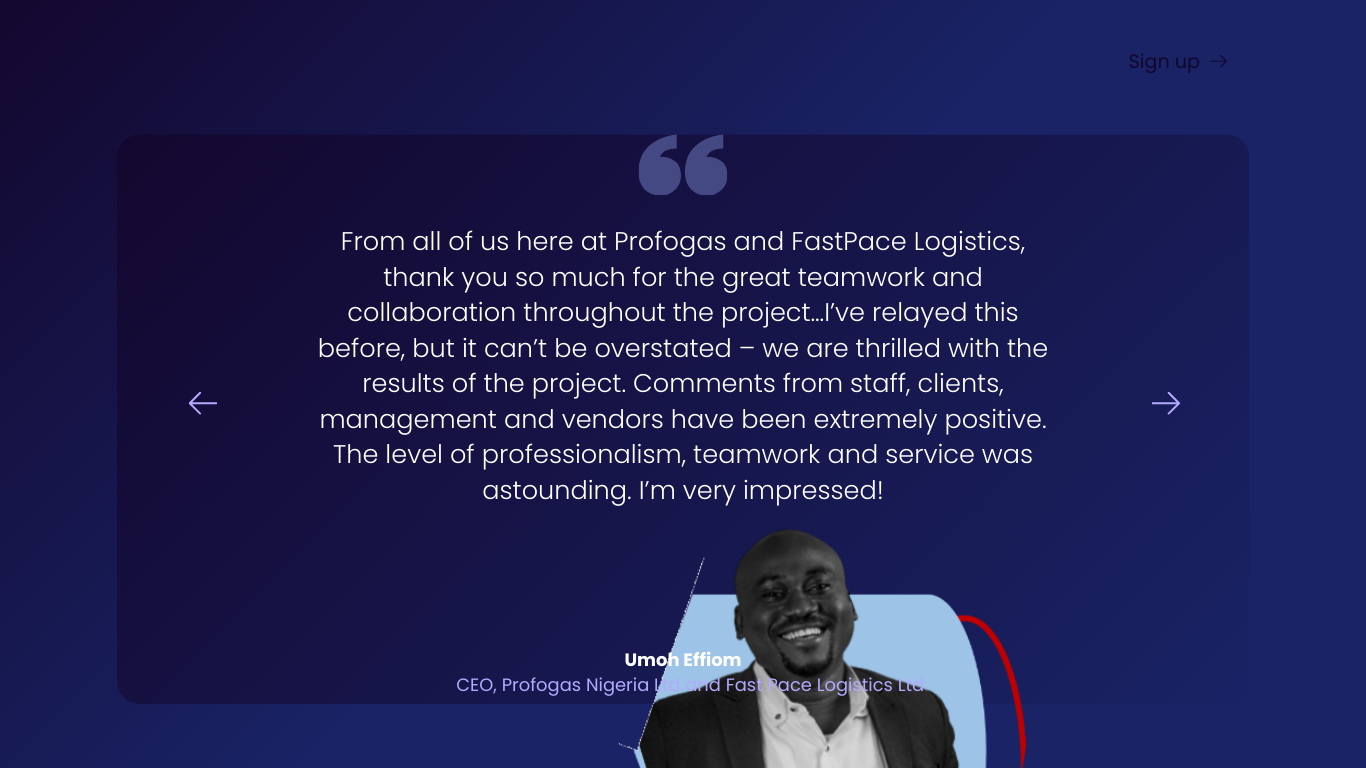 Sign up →
“
From all of us here at Profogas and FastPace Logistics,
thank you so much for the great teamwork and
collaboration throughout the project...I’ve relayed this
before, but it can’t be overstated – we are thrilled with the
results of the project. Comments from staff, clients,
management and vendors have been extremely positive.
The level of professionalism, teamwork and service was
astounding. I’m very impressed!
Umoh Effiom
CEO, Profogas Nigeria Ltd and Fast Pace Logistics Ltd